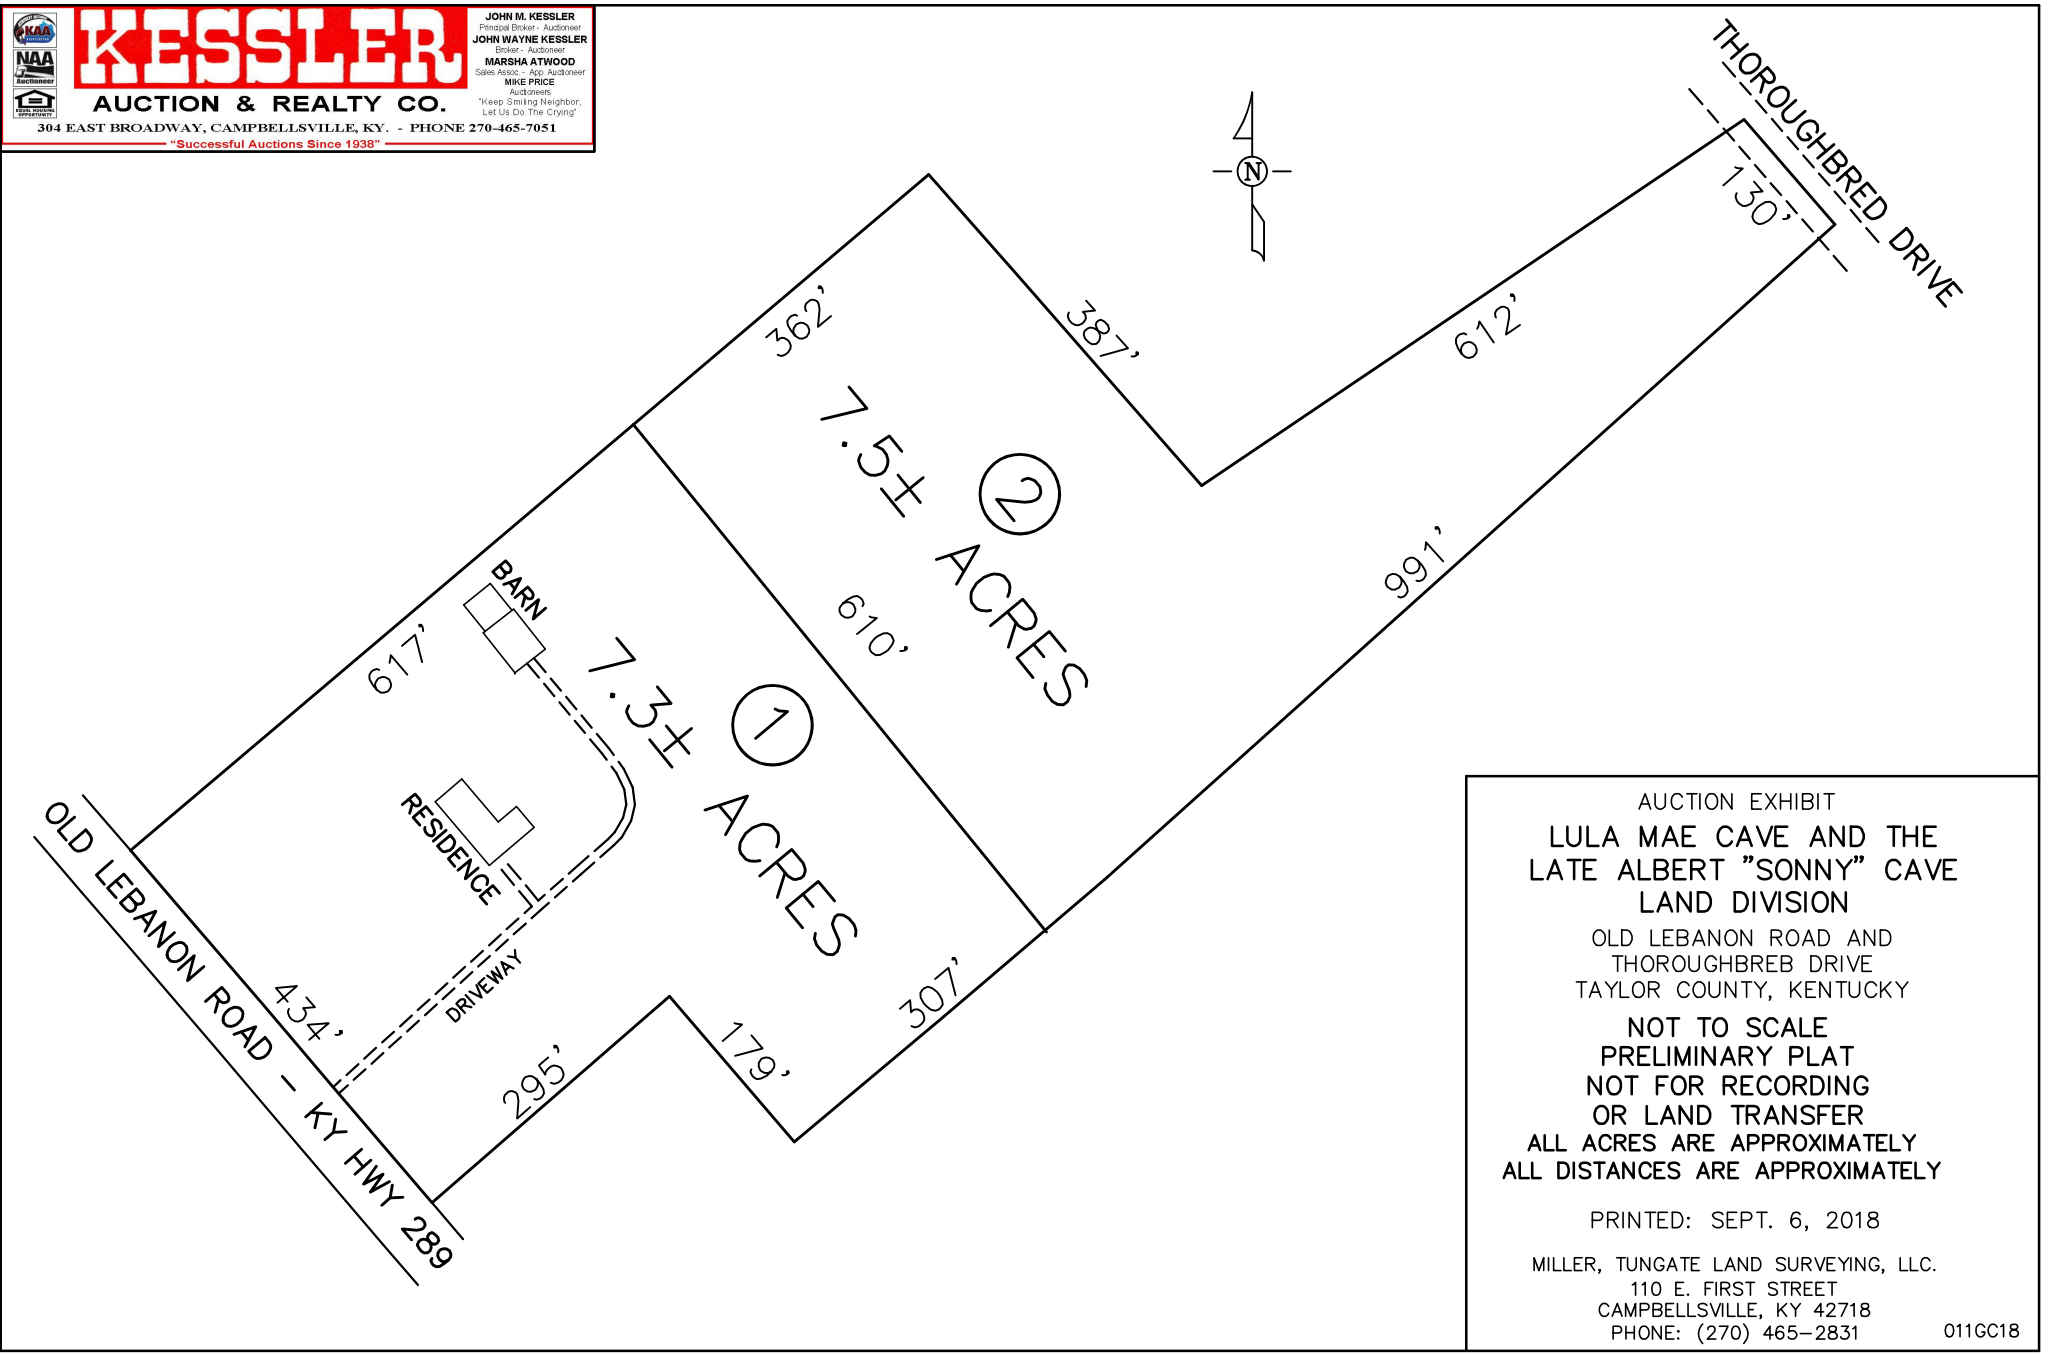 KAA
NAA
Auctioneer
EQUAL HOUSING
OPPORTUNITY
KESSLER
AUCTION & REALTY CO.
JOHN M. KESSLER
Principal Broker - Auctioneer
JOHN WAYNE KESSLER
Broker - Auctioneer
MARSHA ATWOOD
Sales Assoc. - App. Auctioneer
MIKE PRICE
Auctioneers
"Keep Smiling Neighbor,
Let Us Do The Crying"
304 EAST BROADWAY, CAMPBELLSVILLE, KY. - PHONE 270-465-7051
"Successful Auctions Since 1938"
N
THOROUGHBRED DRIVE
130'
362'
387'
612'
7.5± ACRES
2
991'
610'
BARN
617'
7.3± ACRES
1
RESIDENCE
DRIVEWAY
OLD LEBANON ROAD – KY HWY 289
434'
295'
179'
307'
AUCTION EXHIBIT
LULA MAE CAVE AND THE
LATE ALBERT "SONNY" CAVE
LAND DIVISION
OLD LEBANON ROAD AND
THOROUGHBREB DRIVE
TAYLOR COUNTY, KENTUCKY
NOT TO SCALE
PRELIMINARY PLAT
NOT FOR RECORDING
OR LAND TRANSFER
ALL ACRES ARE APPROXIMATELY
ALL DISTANCES ARE APPROXIMATELY
PRINTED: SEPT. 6, 2018
MILLER, TUNGATE LAND SURVEYING, LLC.
110 E. FIRST STREET
CAMPBELLSVILLE, KY 42718
PHONE: (270) 465–2831
011GC18